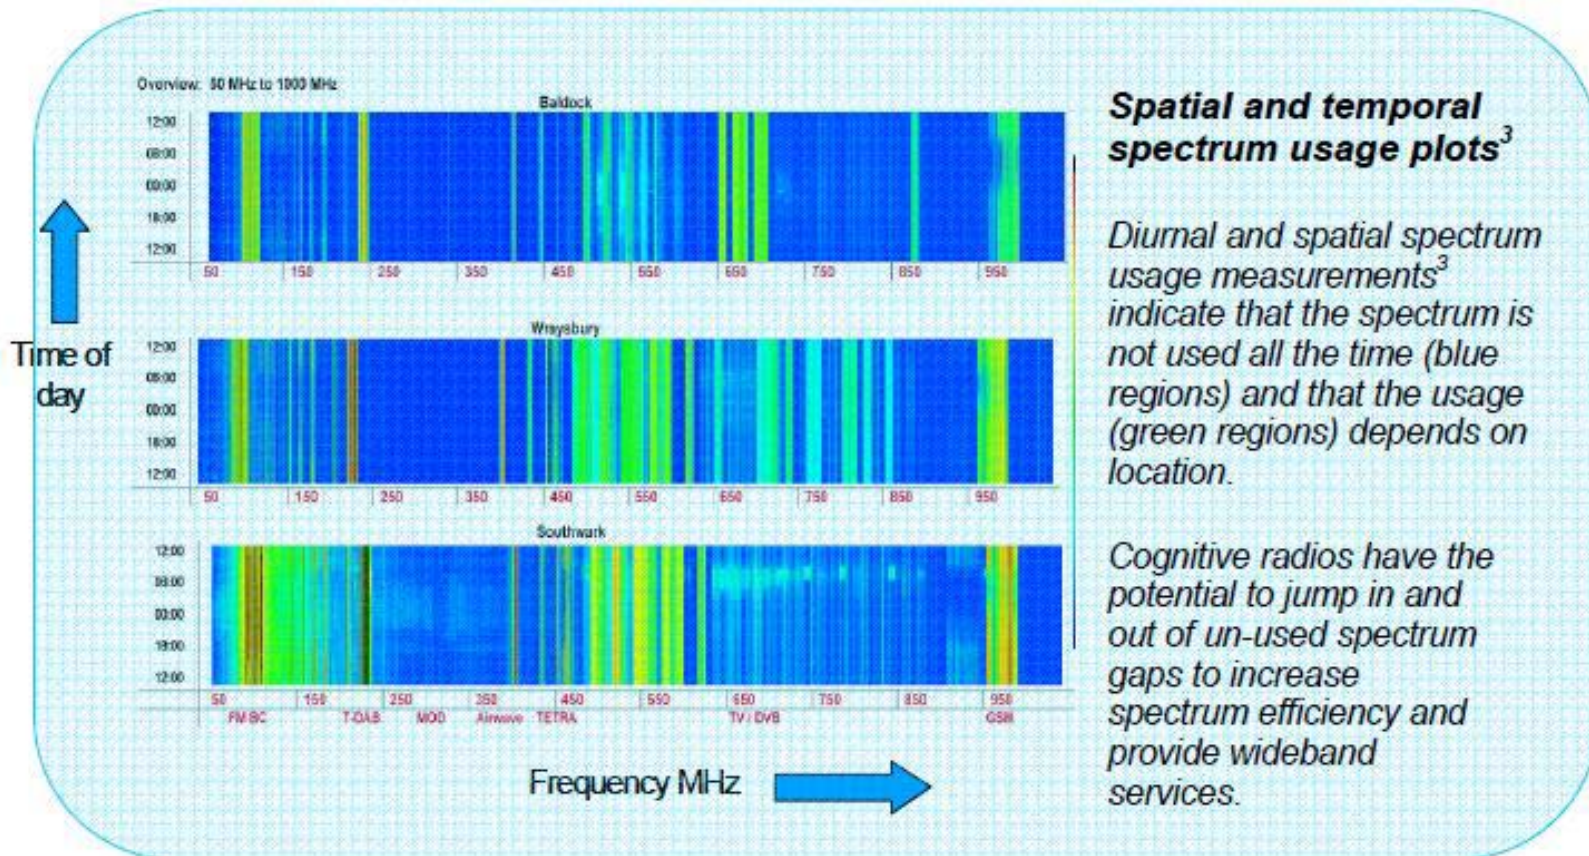 Overview: 50 MHz to 1000 MHz
Baldock
12:00
06:00
00:00
18:00
12:00
50 150 250 350 450 550 650 750 850 950
Wraysbury
12:00
06:00
00:00
18:00
12:00
50 150 250 350 450 550 650 750 850 950
Southwark
12:00
06:00
00:00
18:00
12:00
50 150 250 350 450 550 650 750 850 950
FM BC T-DAB MOD Airwave TETRA TV / DVB GSM
Time of
day
Frequency MHz
Spatial and temporal
spectrum usage plots³
Diurnal and spatial spectrum
usage measurements³
indicate that the spectrum is
not used all the time (blue
regions) and that the usage
(green regions) depends on
location.
Cognitive radios have the
potential to jump in and
out of un-used spectrum
gaps to increase
spectrum efficiency and
provide wideband
services.